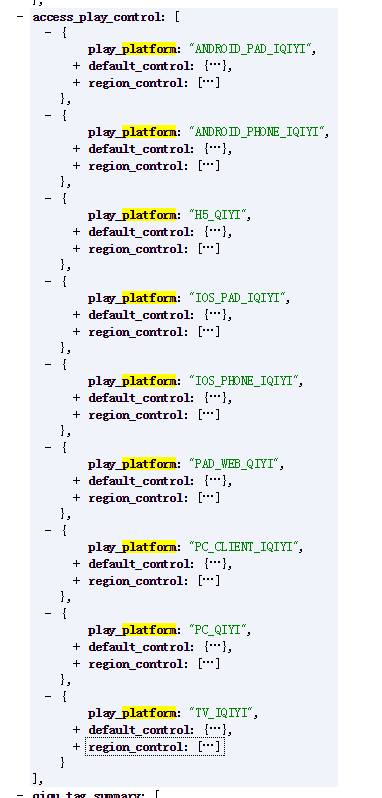 },
- access_play_control: [
- {
play_platform: "ANDROID_PAD_IQIYI",
+ default_control: {…},
+ region_control: […]
},
- {
play_platform: "ANDROID_PHONE_IQIYI",
+ default_control: {…},
+ region_control: […]
},
- {
play_platform: "H5_QIYI",
+ default_control: {…},
+ region_control: […]
},
- {
play_platform: "IOS_PAD_IQIYI",
+ default_control: {…},
+ region_control: […]
},
- {
play_platform: "IOS_PHONE_IQIYI",
+ default_control: {…},
+ region_control: […]
},
- {
play_platform: "PAD_WEB_QIYI",
+ default_control: {…},
+ region_control: […]
},
- {
play_platform: "PC_CLIENT_IQIYI",
+ default_control: {…},
+ region_control: […]
},
- {
play_platform: "PC_QIYI",
+ default_control: {…},
+ region_control: […]
},
- {
play_platform: "TV_IQIYI",
+ default_control: {…},
+ region_control: […]
}
],
- qiqu_tag_summary: [